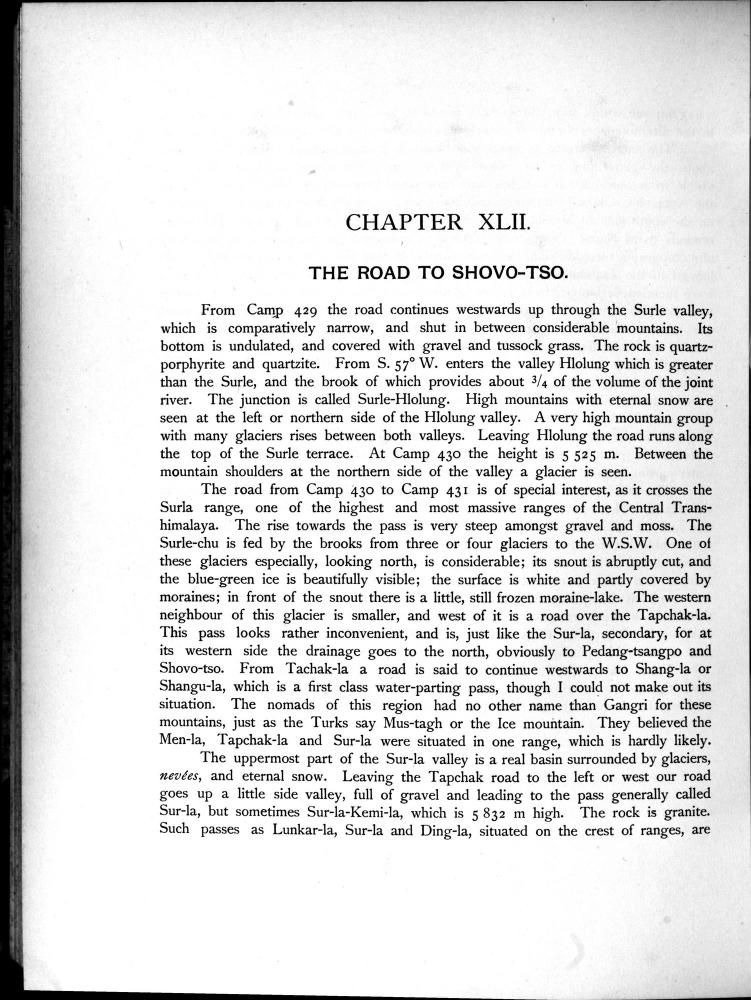 CHAPTER XLII.
THE ROAD TO SHOVO-TSO.
From Camp 429 the road continues westwards up through the Surle valley,
which is comparatively narrow, and shut in between considerable mountains. Its
bottom is undulated, and covered with gravel and tussock grass. The rock is quartz-
porphyrite and quartzite. From S. 57° W. enters the valley Hlolung which is greater
than the Surle, and the brook of which provides about 3/4 of the volume of the joint
river. The junction is called Surle-Hlolung. High mountains with eternal snow are
seen at the left or northern side of the Hlolung valley. A very high mountain group
with many glaciers rises between both valleys. Leaving Hlolung the road runs along
the top of the Surle terrace. At Camp 430 the height is 5 525 m. Between the
mountain shoulders at the northern side of the valley a glacier is seen.
The road from Camp 430 to Camp 431 is of special interest, as it crosses the
Surla range, one of the highest and most massive ranges of the Central Trans-
himalaya. The rise towards the pass is very steep amongst gravel and moss. The
Surle-chu is fed by the brooks from three or four glaciers to the W.S.W. One of
these glaciers especially, looking north, is considerable; its snout is abruptly cut, and
the blue-green ice is beautifully visible; the surface is white and partly covered by
moraines; in front of the snout there is a little, still frozen moraine-lake. The western
neighbour of this glacier is smaller, and west of it is a road over the Tapchak-la.
This pass looks rather inconvenient, and is, just like the Sur-la, secondary, for at
its western side the drainage goes to the north, obviously to Pedang-tsangpo and
Shovo-tso. From Tachak-la a road is said to continue westwards to Shang-la or
Shangu-la, which is a first class water-parting pass, though I could not make out its
situation. The nomads of this region had no other name than Gangri for these
mountains, just as the Turks say Mus-tagh or the Ice mountain. They believed the
Men-la, Tapchak-la and Sur-la were situated in one range, which is hardly likely.
The uppermost part of the Sur-la valley is a real basin surrounded by glaciers,
nevées, and eternal snow. Leaving the Tapchak road to the left or west our road
goes up a little side valley, full of gravel and leading to the pass generally called
Sur-la, but sometimes Sur-la-Kemi-la, which is 5 832 m high. The rock is granite.
Such passes as Lunkar-la, Sur-la and Ding-la, situated on the crest of ranges, are